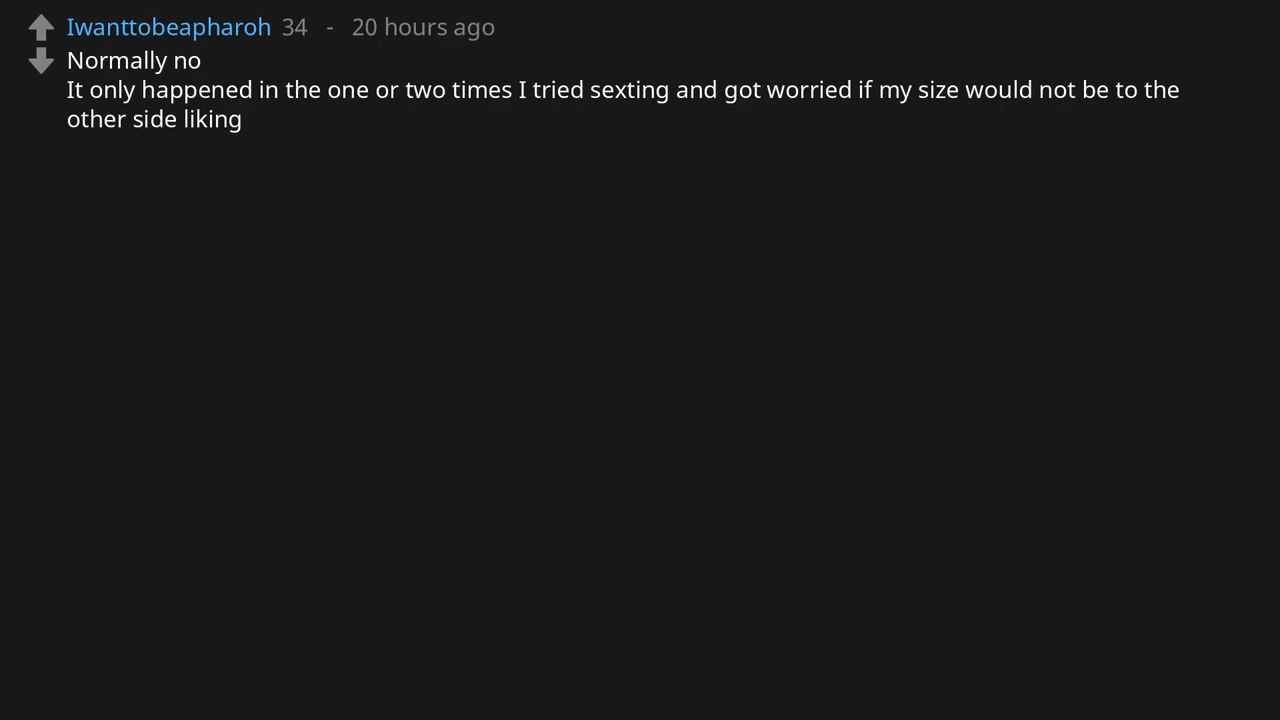 Iwanttobeapharoh 34 - 20 hours ago
Normally no
It only happened in the one or two times I tried sexting and got worried if my size would not be to the
other side liking